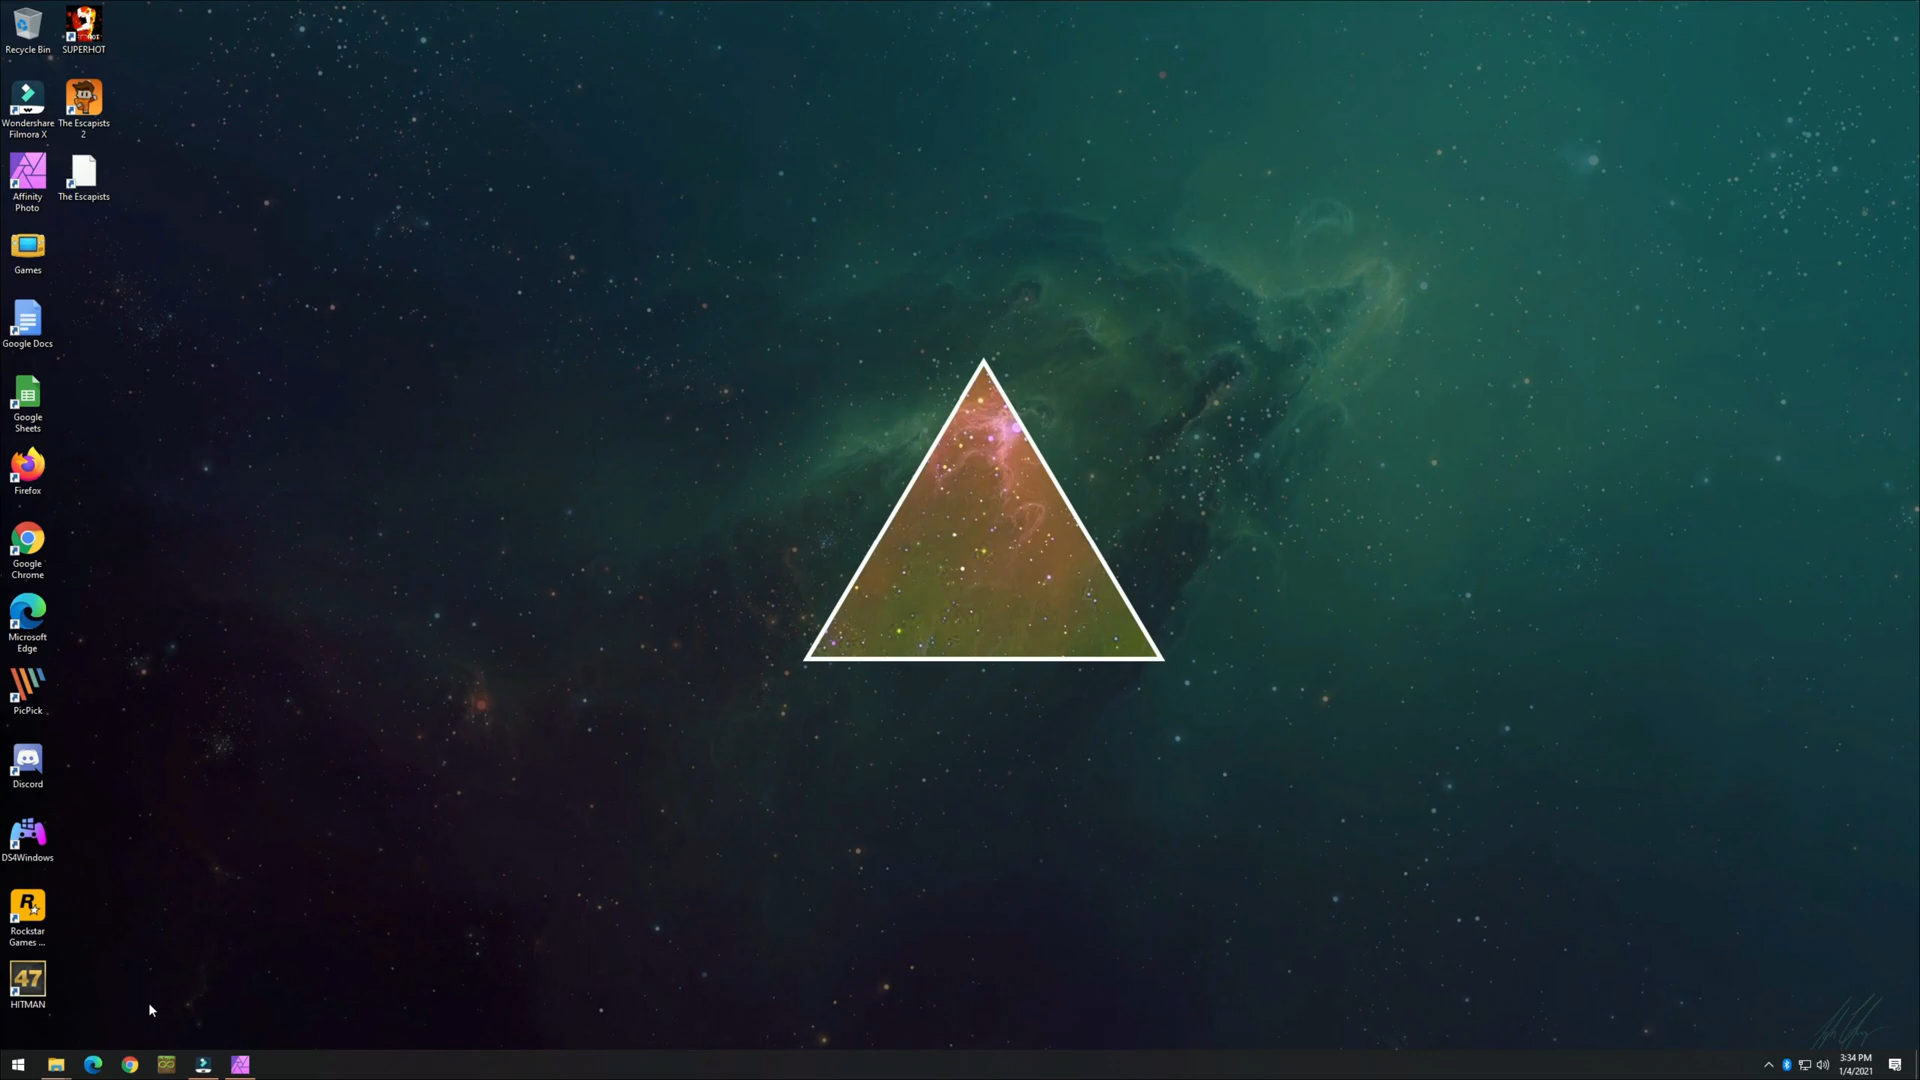 Recycle Bin
SUPERHOT
Wondershare
Filmora X
The Escapists
2
Affinity
Photo
The Escapists
Games
Google Docs
Google
Sheets
Firefox
Google
Chrome
Microsoft
Edge
PicPick
Discord
DS4Windows
R
Rockstar
Games ...
47
HITMAN
3:34 PM
1/4/2021